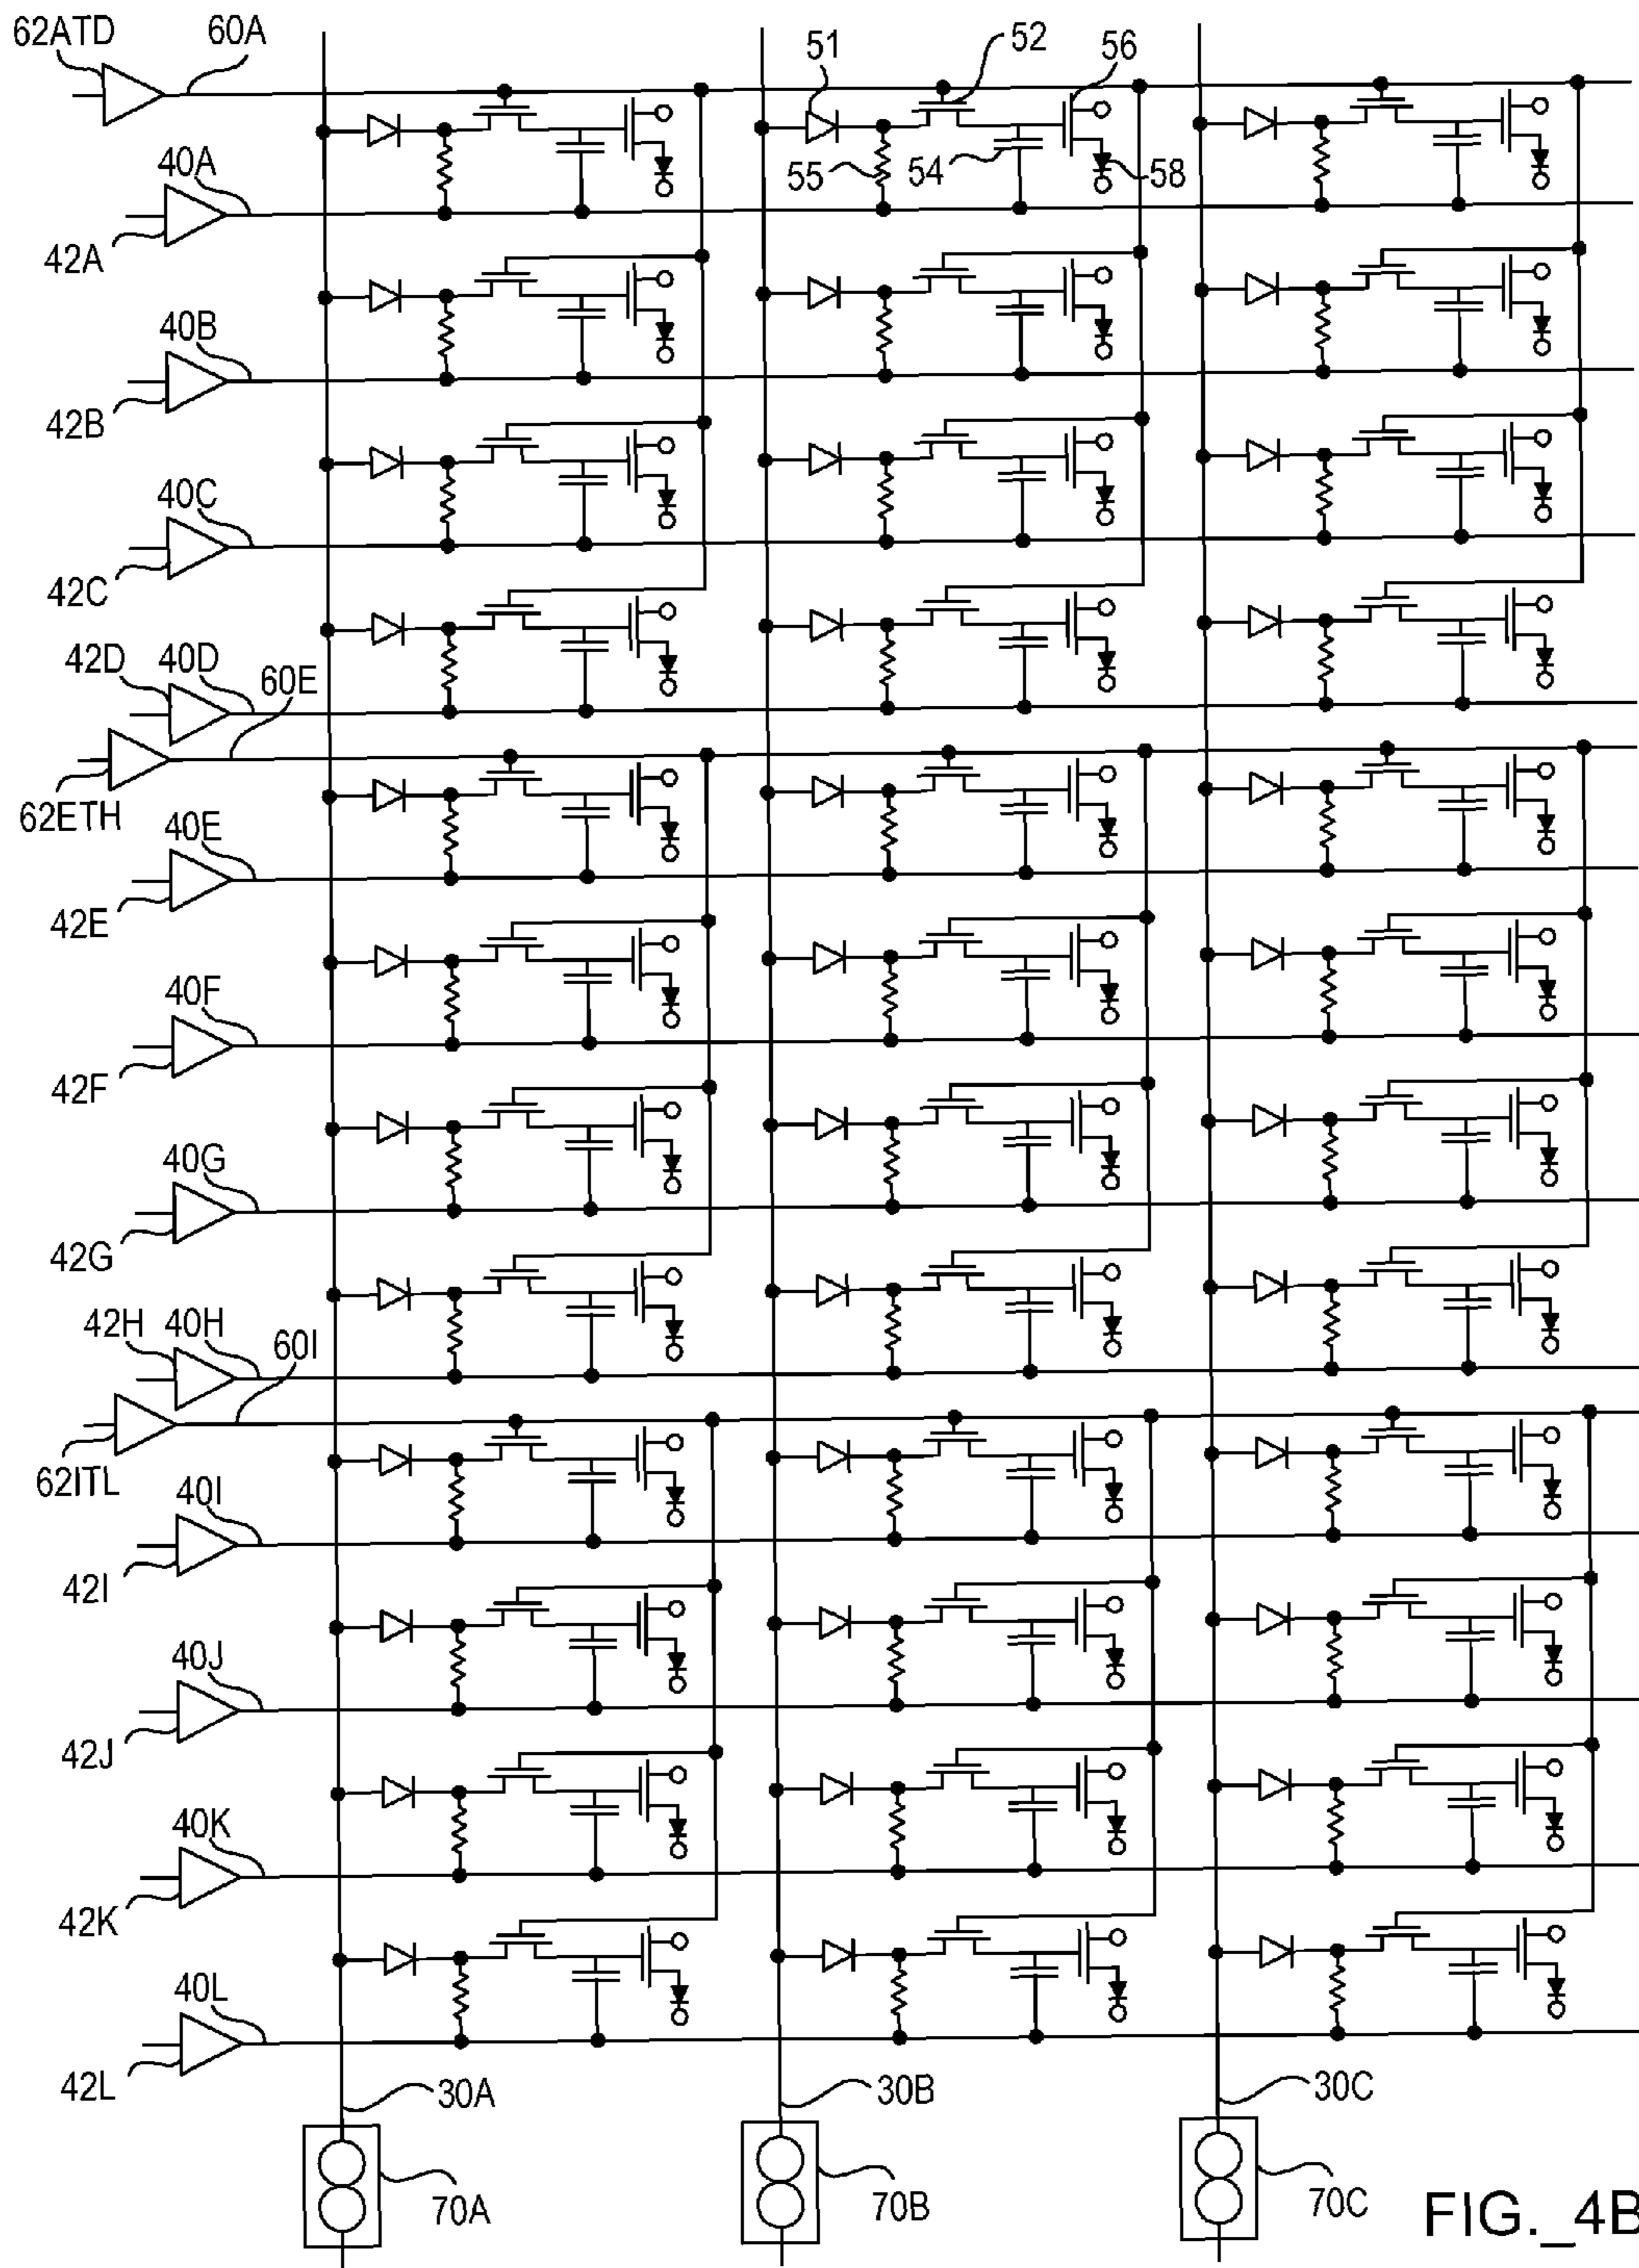 62ATD 60A 51 52 56
55 54 58
40A
42A
40B
42B
40C
42C
42D 40D 60E
62ETH 40E
42E
40F
42F
40G
42G
42H 40H 60I
62ITL 40I
42I
40J
42J
40K
42K
40L
42L
30A 30B 30C
70A 70B 70C
FIG._4B